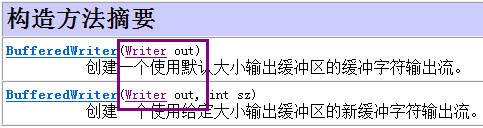 构造方法摘要
BufferedWriter(Writer out)
创建一个使用默认大小输出缓冲区的缓冲字符输出流。
BufferedWriter(Writer out, int sz)
创建一个使用给定大小输出缓冲区的新缓冲字符输出流。